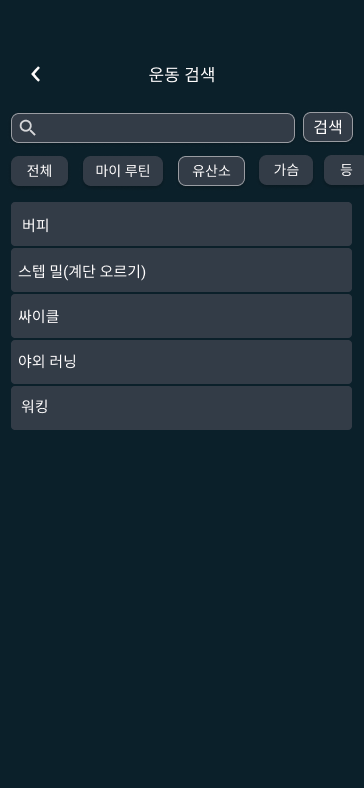 운동 검색
검색
전체 마이 루틴 유산소 가슴 등
버피
스텝 밀(계단 오르기)
싸이클
야외 러닝
워킹